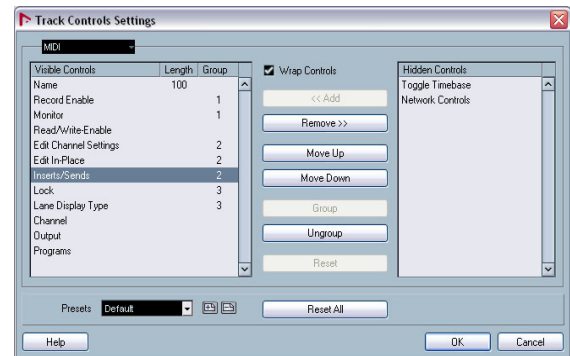 Track Controls Settings
MIDI
Visible Controls Length Group
Name 100
Record Enable 1
Monitor 1
Read/Write-Enable
Edit Channel Settings 2
Edit In-Place 2
Inserts/Sends 2
Lock 3
Lane Display Type 3
Channel
Output
Programs
Wrap Controls
<< Add
Remove >>
Move Up
Move Down
Group
Ungroup
Reset
Hidden Controls
Toggle Timebase
Network Controls
Presets Default
Reset All
Help
OK
Cancel